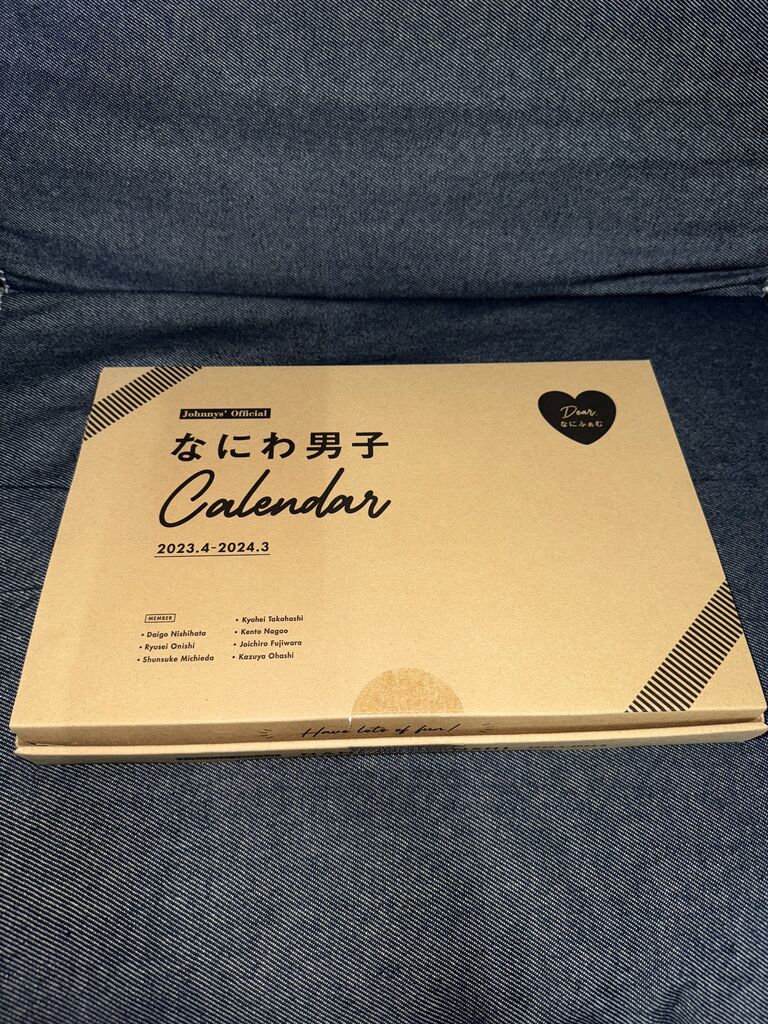 Johnnys' Official
なにわ男子
Calendar
2023.4-2024.3
Dear.
なにふぁむ
MEMBER
• Daigo Nishihata
• Ryusei Onishi
• Shunsuke Michieda
• Kyohei Takahashi
• Kento Nagao
• Joichiro Fujiwara
• Kazuya Ohashi
Have lots of fun!